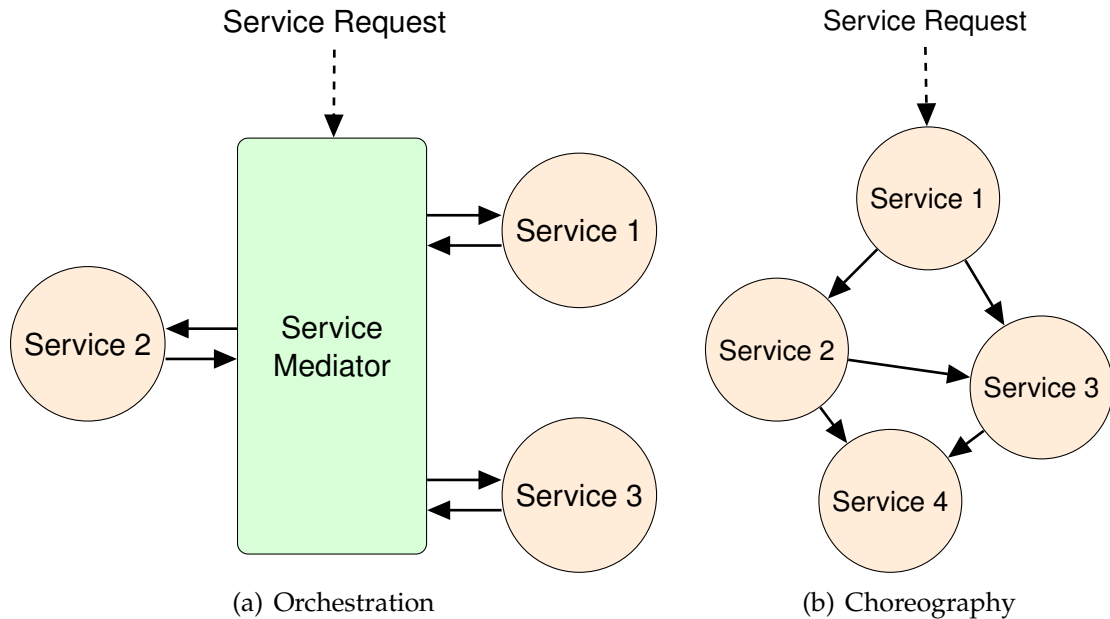 Service Request
Service 1
Service 2
Service
Mediator
Service 3
(a) Orchestration
Service Request
Service 1
Service 2
Service 3
Service 4
(b) Choreography